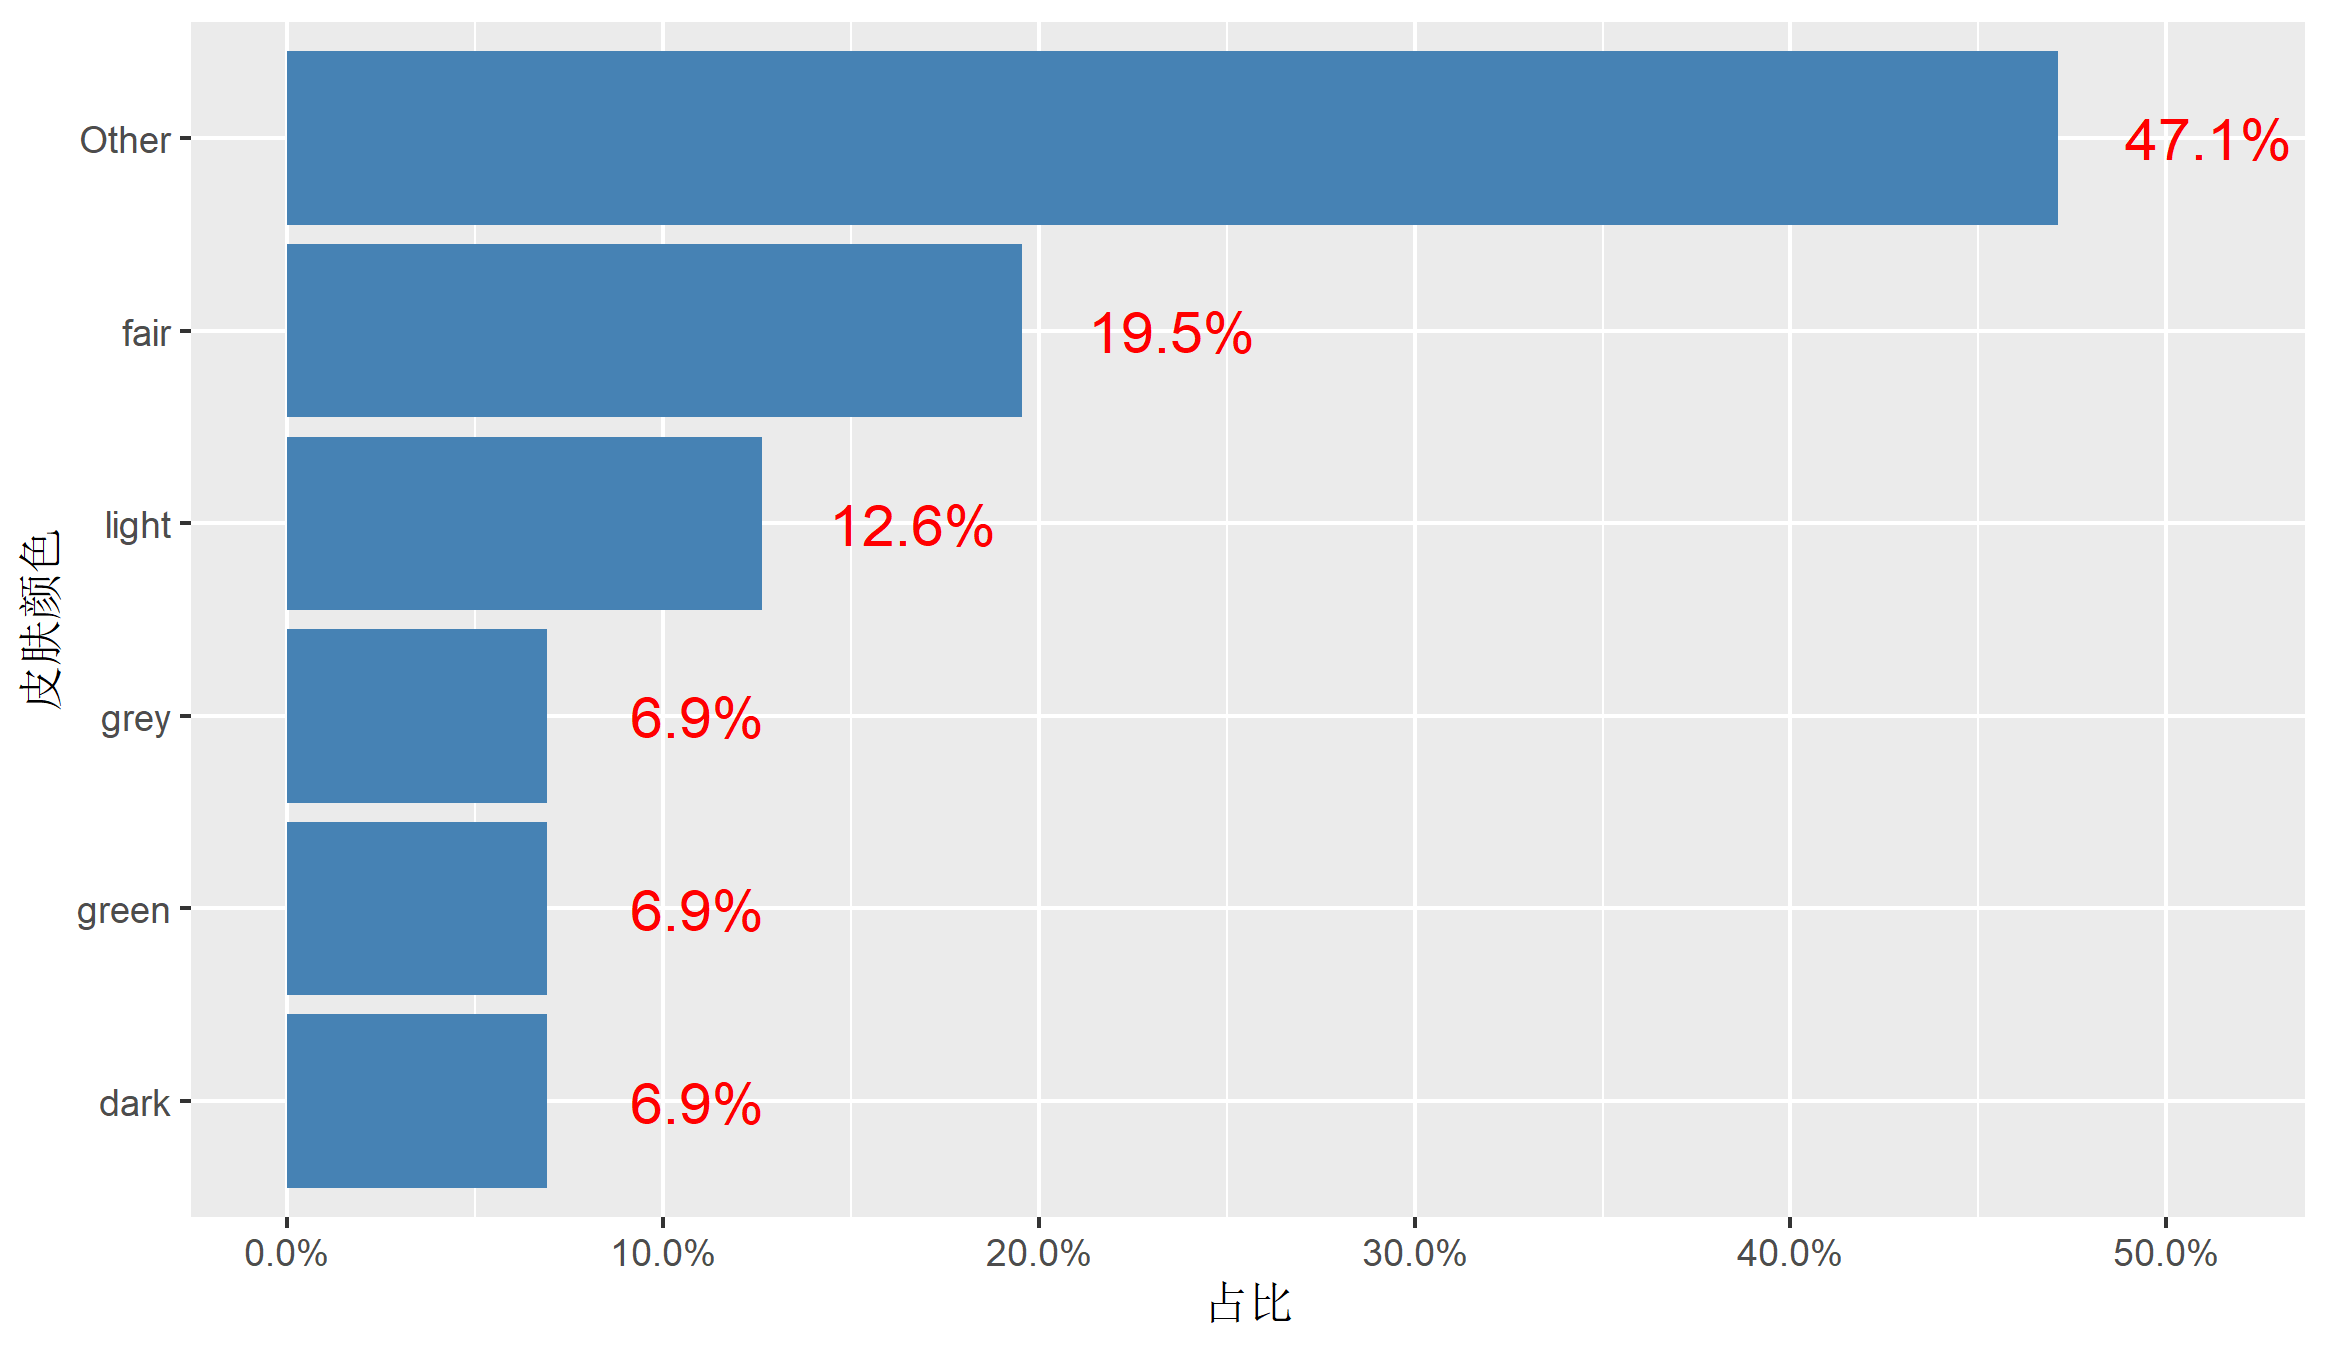 Other
47.1%
fair
19.5%
light
12.6%
grey
6.9%
green
6.9%
dark
6.9%
皮肤颜色
0.0%
10.0%
20.0%
30.0%
40.0%
50.0%
占比